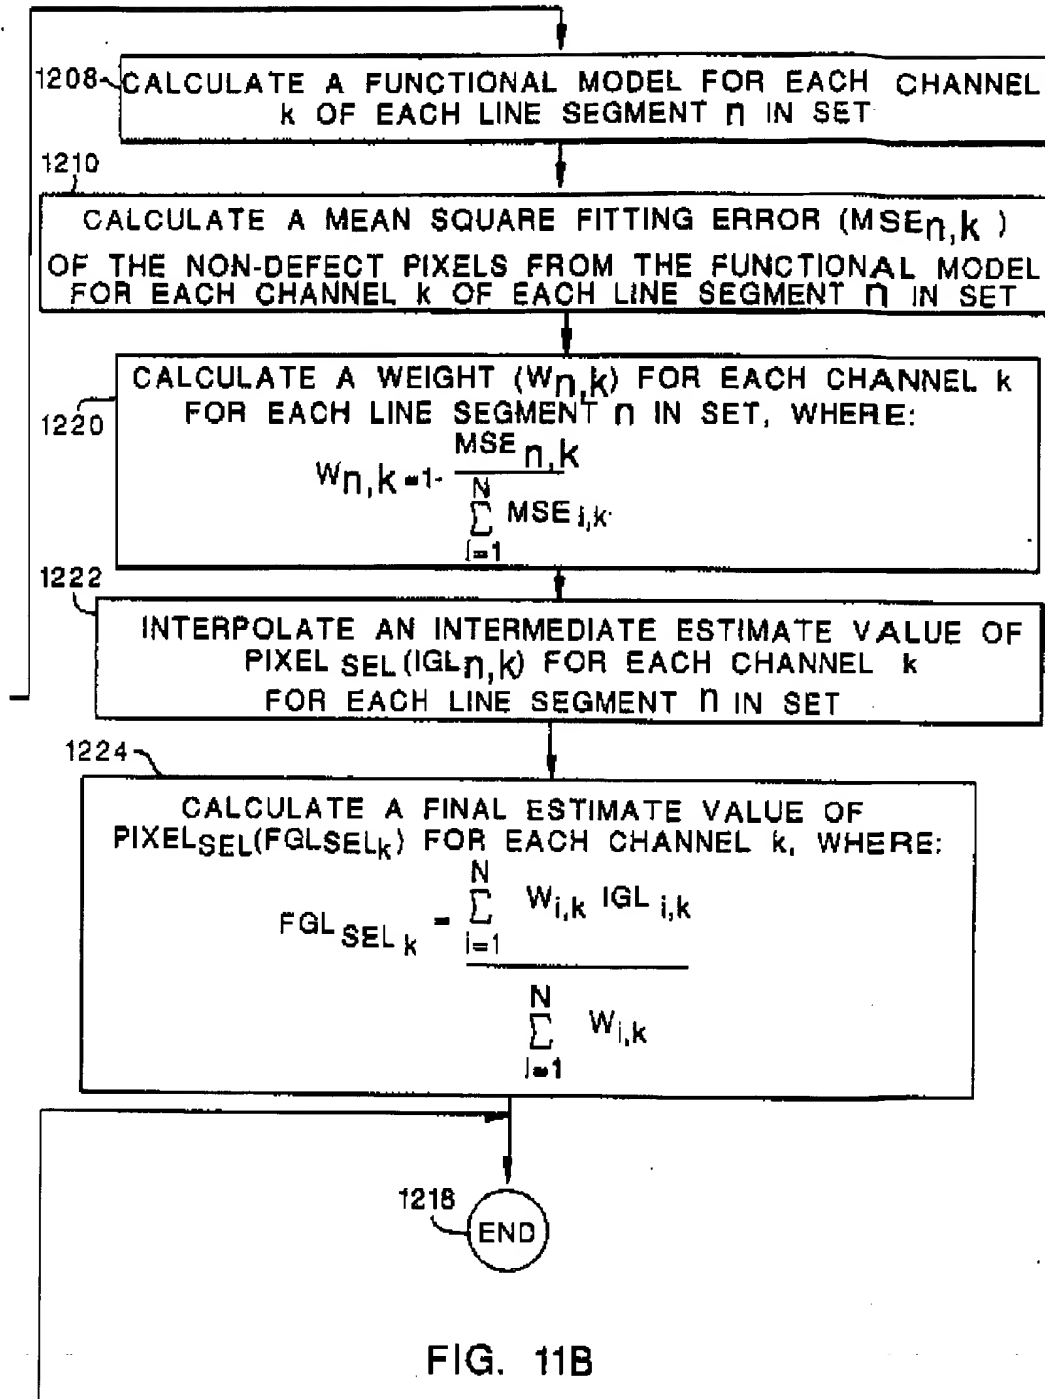 1208
CALCULATE A FUNCTIONAL MODEL FOR EACH CHANNEL
k OF EACH LINE SEGMENT n IN SET
1210
CALCULATE A MEAN SQUARE FITTING ERROR (MSEn,k )
OF THE NON-DEFECT PIXELS FROM THE FUNCTIONAL MODEL
FOR EACH CHANNEL k OF EACH LINE SEGMENT n IN SET
1220
CALCULATE A WEIGHT (Wn,k) FOR EACH CHANNEL k
FOR EACH LINE SEGMENT n IN SET, WHERE:
MSE n,k
Wn,k =1-
N
∑ MSE i,k
i=1
1222
INTERPOLATE AN INTERMEDIATE ESTIMATE VALUE OF
PIXEL SEL (IGLn,k) FOR EACH CHANNEL k
FOR EACH LINE SEGMENT n IN SET
1224
CALCULATE A FINAL ESTIMATE VALUE OF
PIXELSEL(FGLSELk) FOR EACH CHANNEL k, WHERE:
N
FGL SEL k = ∑ Wi,k IGL i,k
i=1
N
∑ Wi,k
i=1
1218
END
FIG. 11B